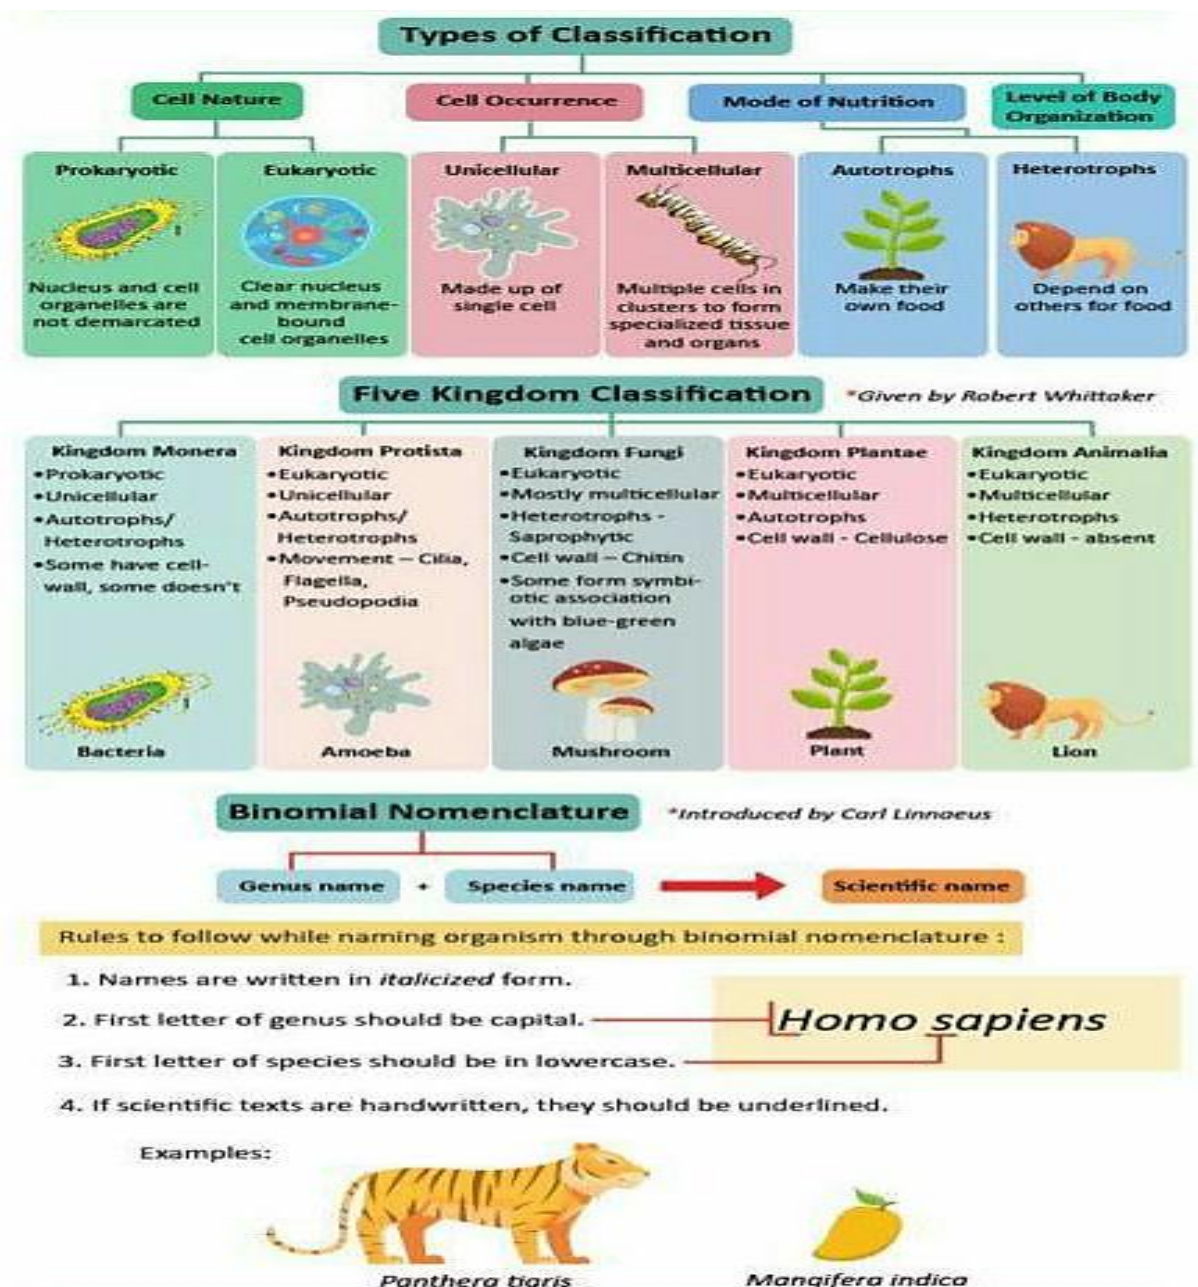 Types of Classification
Cell Nature
Cell Occurrence
Mode of Nutrition
Level of Body
Organization
Prokaryotic
Nucleus and cell
organelles are
not demarcated
Eukaryotic
Clear nucleus
and membrane-
bound
cell organelles
Unicellular
Made up of
single cell
Multicellular
Multiple cells in
clusters to form
specialized tissue
and organs
Autotrophs
Make their
own food
Heterotrophs
Depend on
others for food
Five Kingdom Classification
*Given by Robert Whittaker
Kingdom Monera
•Prokaryotic
•Unicellular
•Autotrophs/
Heterotrophs
•Some have cell-
wall, some doesn't
Bacteria
Kingdom Protista
•Eukaryotic
•Unicellular
•Autotrophs/
Heterotrophs
•Movement – Cilia,
Flagella,
Pseudopodia
Amoeba
Kingdom Fungi
•Eukaryotic
•Mostly multicellular
•Heterotrophs -
Saprophytic
•Cell wall – Chitin
•Some form symbi-
otic association
with blue-green
algae
Mushroom
Kingdom Plantae
•Eukaryotic
•Multicellular
•Autotrophs
•Cell wall - Cellulose
Plant
Kingdom Animalia
•Eukaryotic
•Multicellular
•Heterotrophs
•Cell wall - absent
Lion
Binomial Nomenclature
*Introduced by Carl Linnaeus
Genus name + Species name
Scientific name
Rules to follow while naming organism through binomial nomenclature :
1. Names are written in italicized form.
2. First letter of genus should be capital.
Homo sapiens
3. First letter of species should be in lowercase.
4. If scientific texts are handwritten, they should be underlined.
Examples:
Panthera tigris
Mangifera indica